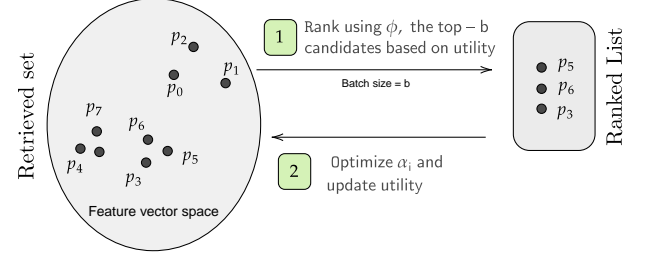 Retrieved set
p2
p1
p0
p7
p6
p4
p5
p3
Feature vector space
1
Rank using ϕ, the top – b
candidates based on utility
Batch size = b
2
Optimize αi and
update utility
p5
p6
p3
Ranked List